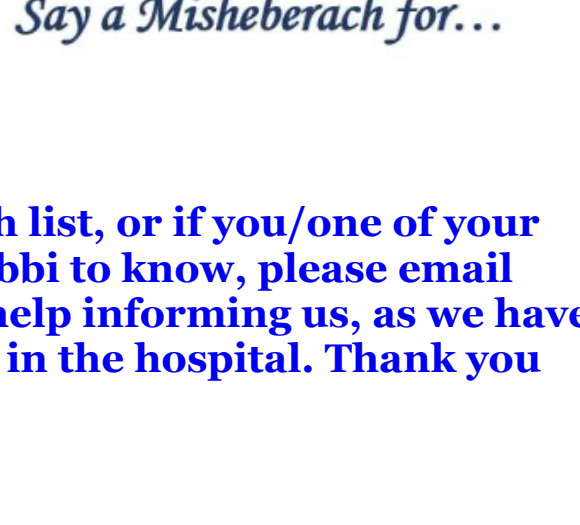 Say a Misheberach for...
h list, or if you/one of your
bbi to know, please email
help informing us, as we have
in the hospital. Thank you